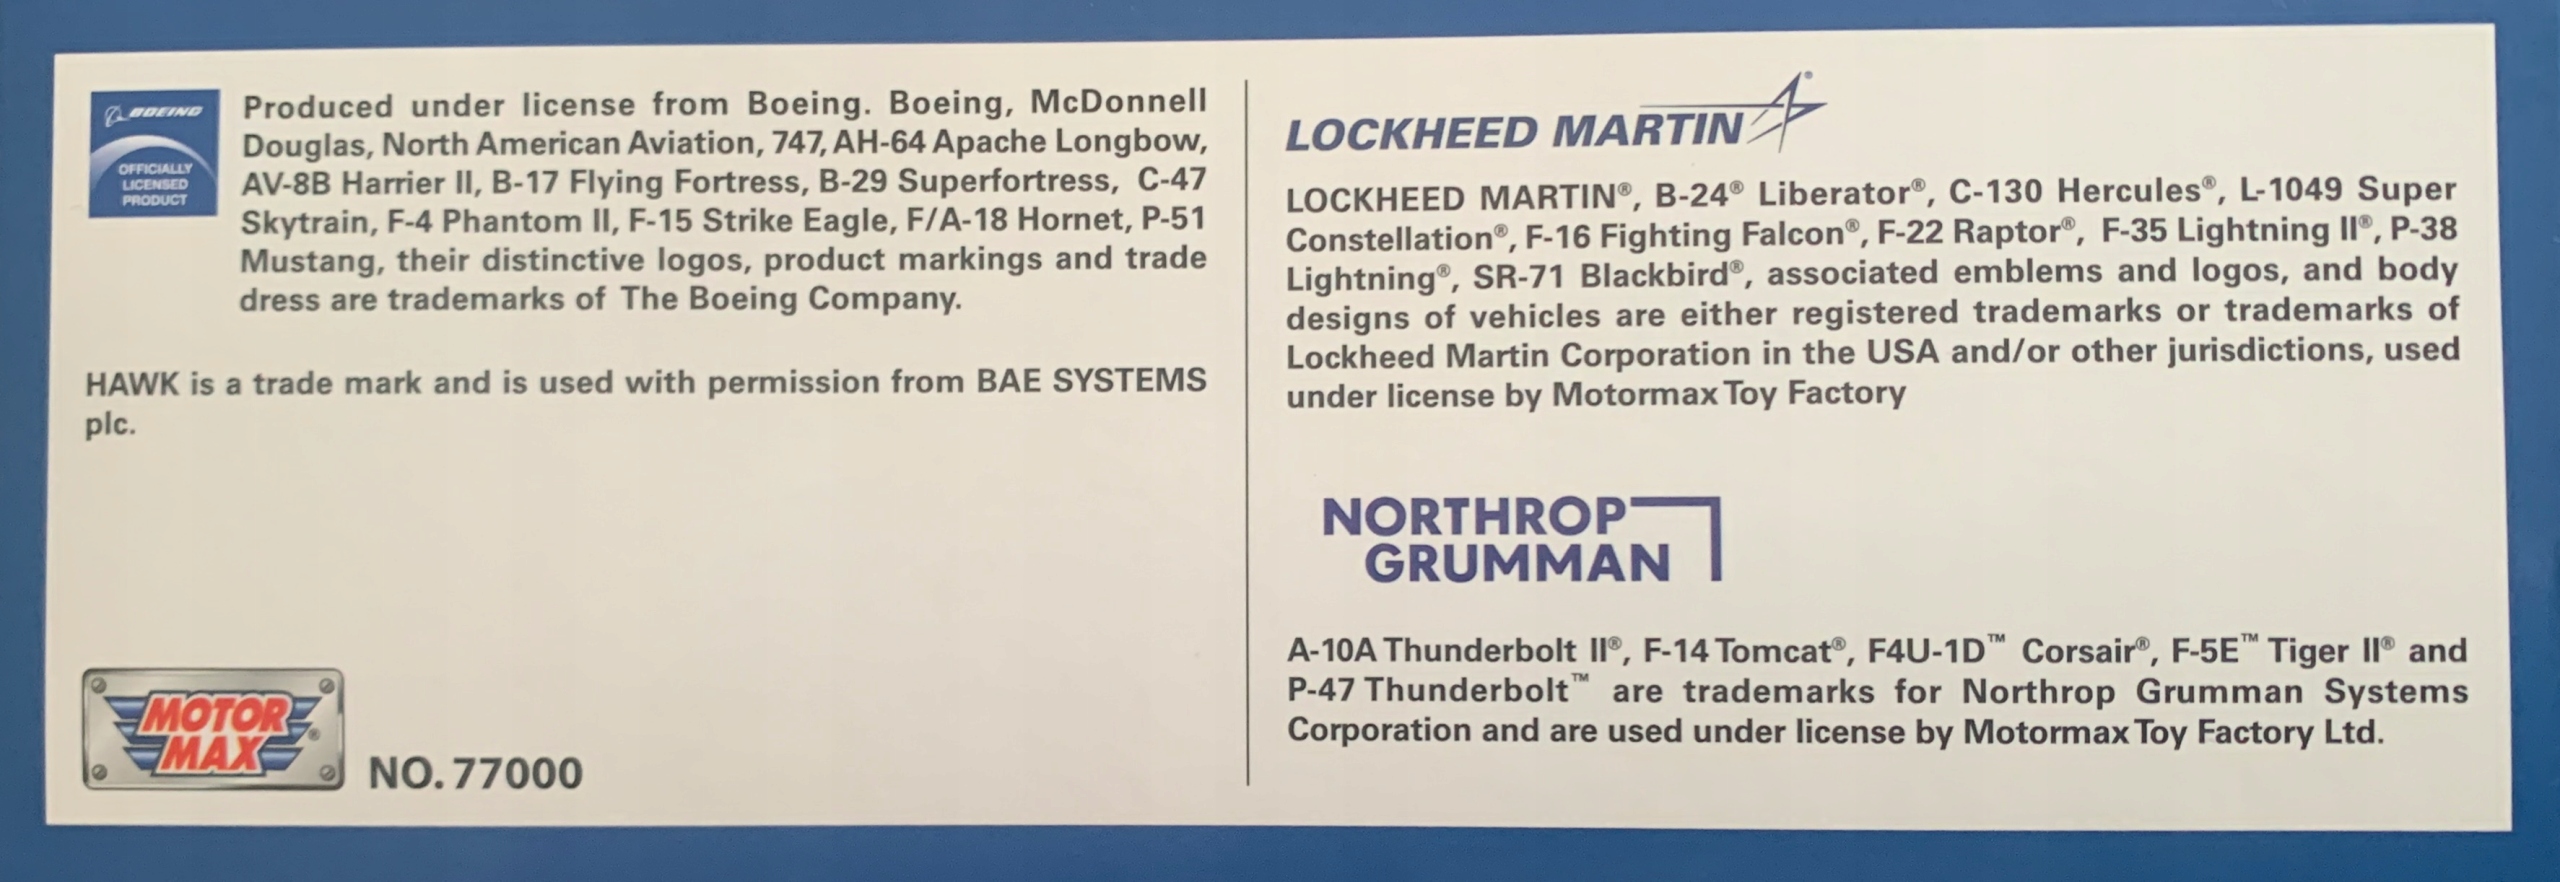 BOEING
OFFICIALLY
LICENSED
PRODUCT
Produced under license from Boeing. Boeing, McDonnell
Douglas, North American Aviation, 747, AH-64 Apache Longbow,
AV-8B Harrier II, B-17 Flying Fortress, B-29 Superfortress, C-47
Skytrain, F-4 Phantom II, F-15 Strike Eagle, F/A-18 Hornet, P-51
Mustang, their distinctive logos, product markings and trade
dress are trademarks of The Boeing Company.
HAWK is a trade mark and is used with permission from BAE SYSTEMS
plc.
MOTOR
MAX®
NO. 77000
LOCKHEED MARTIN®
LOCKHEED MARTIN®, B-24® Liberator®, C-130 Hercules®, L-1049 Super
Constellation®, F-16 Fighting Falcon®, F-22 Raptor®, F-35 Lightning II®, P-38
Lightning®, SR-71 Blackbird®, associated emblems and logos, and body
designs of vehicles are either registered trademarks or trademarks of
Lockheed Martin Corporation in the USA and/or other jurisdictions, used
under license by Motormax Toy Factory
NORTHROP
GRUMMAN
A-10A Thunderbolt II®, F-14 Tomcat®, F4U-1D™ Corsair®, F-5E™ Tiger II® and
P-47 Thunderbolt™ are trademarks for Northrop Grumman Systems
Corporation and are used under license by Motormax Toy Factory Ltd.